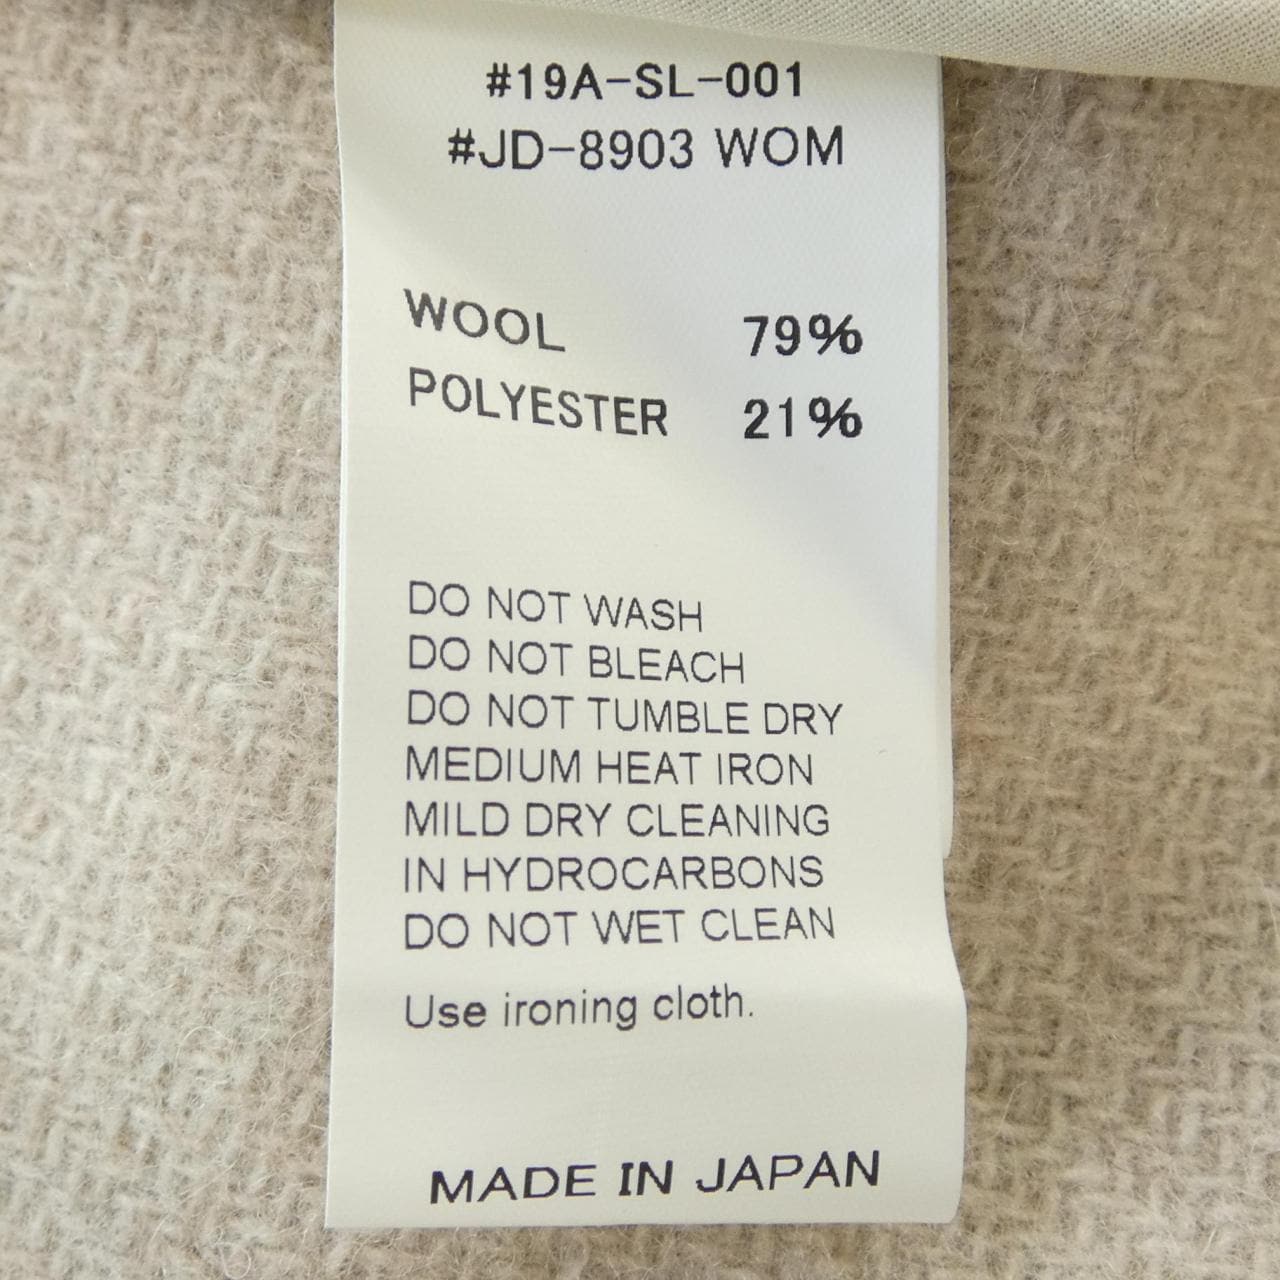 #19A-SL-001
#JD-8903 WOM
WOOL 79%
POLYESTER 21%
DO NOT WASH
DO NOT BLEACH
DO NOT TUMBLE DRY
MEDIUM HEAT IRON
MILD DRY CLEANING
IN HYDROCARBONS
DO NOT WET CLEAN
Use ironing cloth.
MADE IN JAPAN